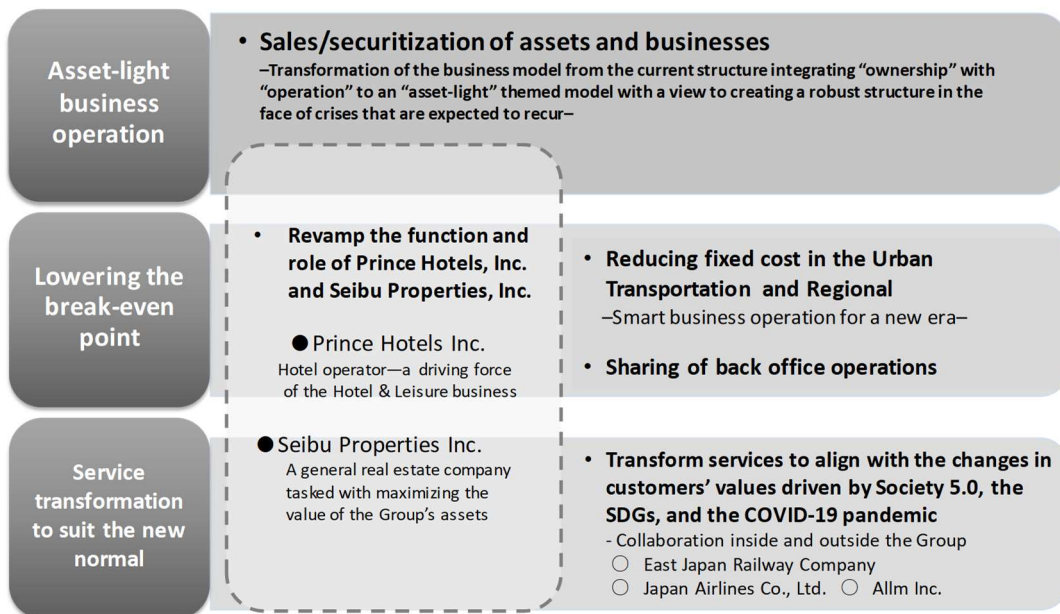 Asset-light
business
operation
• Sales/securitization of assets and businesses
–Transformation of the business model from the current structure integrating “ownership” with
“operation” to an “asset-light” themed model with a view to creating a robust structure in the
face of crises that are expected to recur–
Lowering the
break-even
point
• Revamp the function and
role of Prince Hotels, Inc.
and Seibu Properties, Inc.
● Prince Hotels Inc.
Hotel operator—a driving force
of the Hotel & Leisure business
● Seibu Properties Inc.
A general real estate company
tasked with maximizing the
value of the Group’s assets
• Reducing fixed cost in the Urban
Transportation and Regional
–Smart business operation for a new era–
• Sharing of back office operations
Service
transformation
to suit the new
normal
• Transform services to align with the changes in
customers’ values driven by Society 5.0, the
SDGs, and the COVID-19 pandemic
- Collaboration inside and outside the Group
○ East Japan Railway Company
○ Japan Airlines Co., Ltd. ○ Allm Inc.